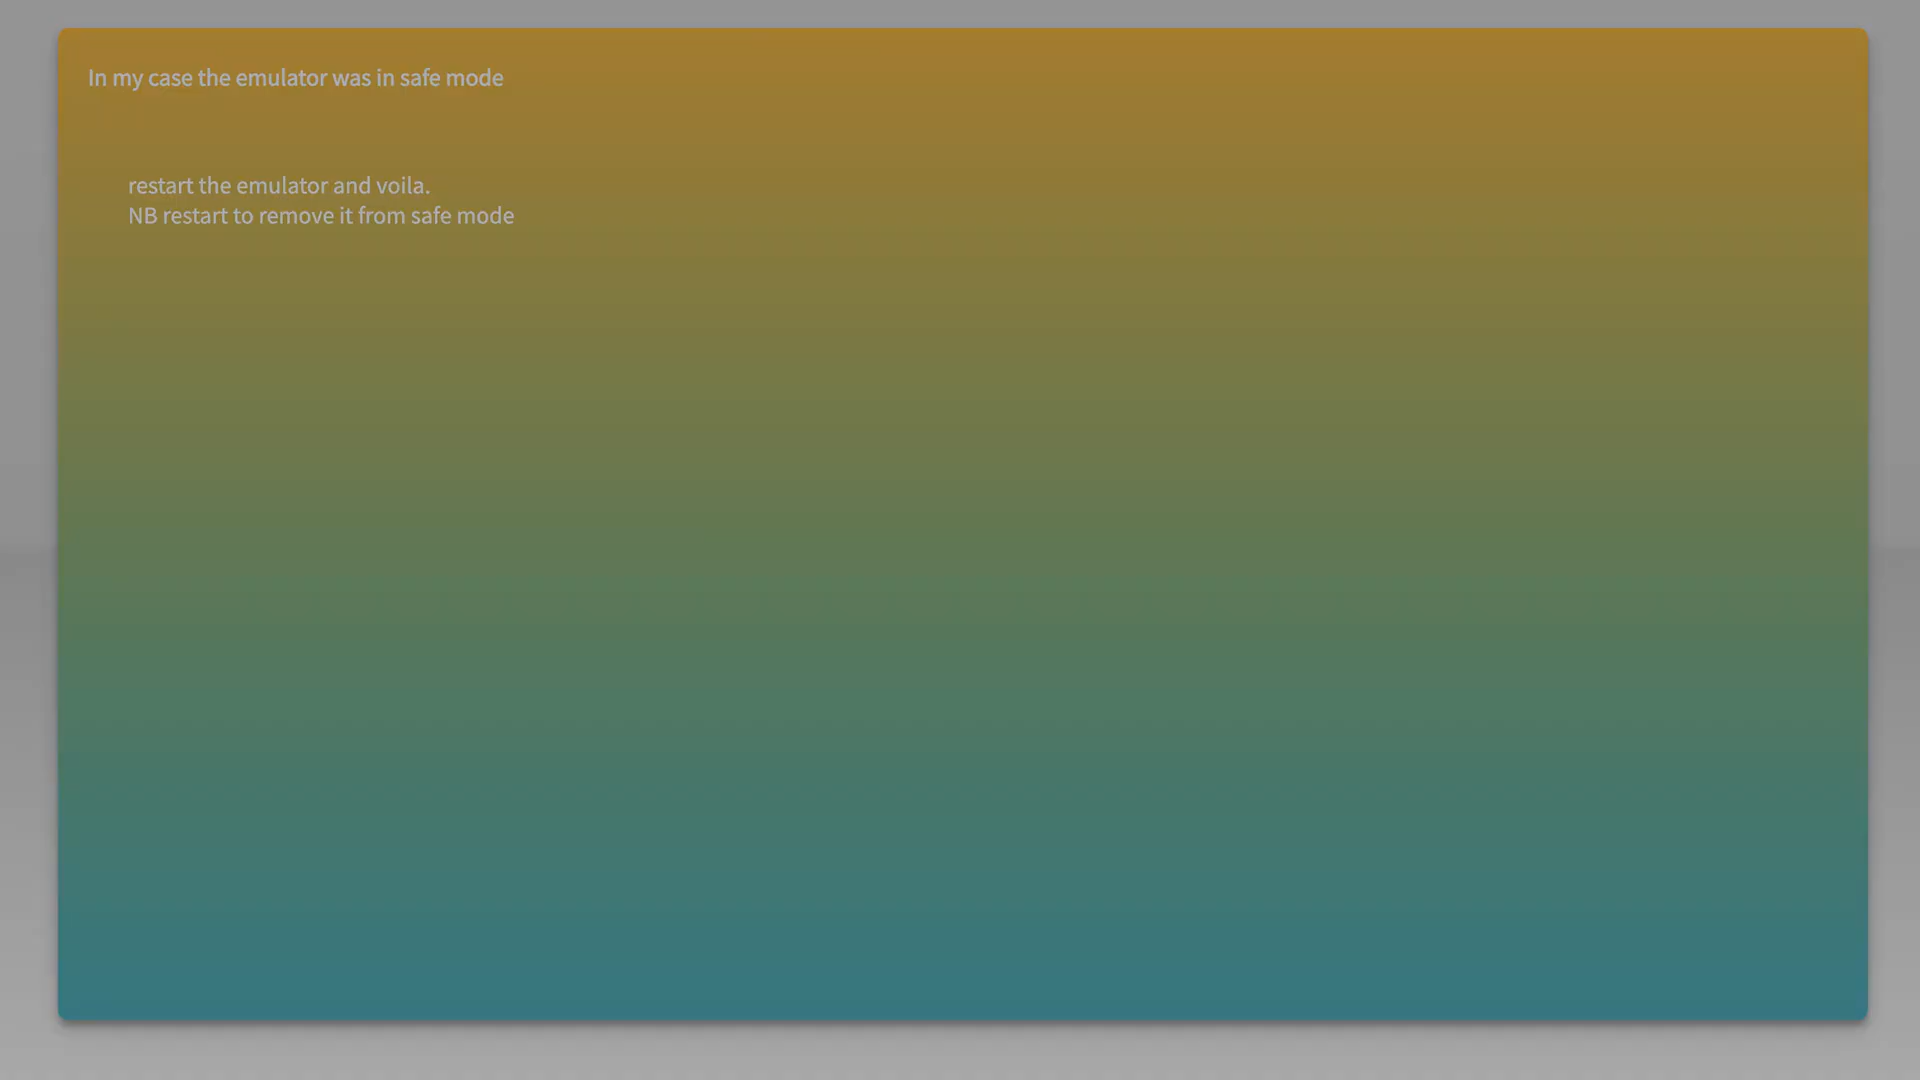 In my case the emulator was in safe mode
restart the emulator and voila.
NB restart to remove it from safe mode